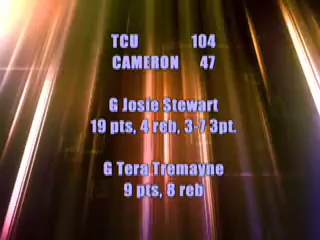 TCU 104
CAMERON 47
G Josie Stewart
19 pts, 4 reb, 3-7 3pt.
G Tera Tremayne
9 pts, 8 reb